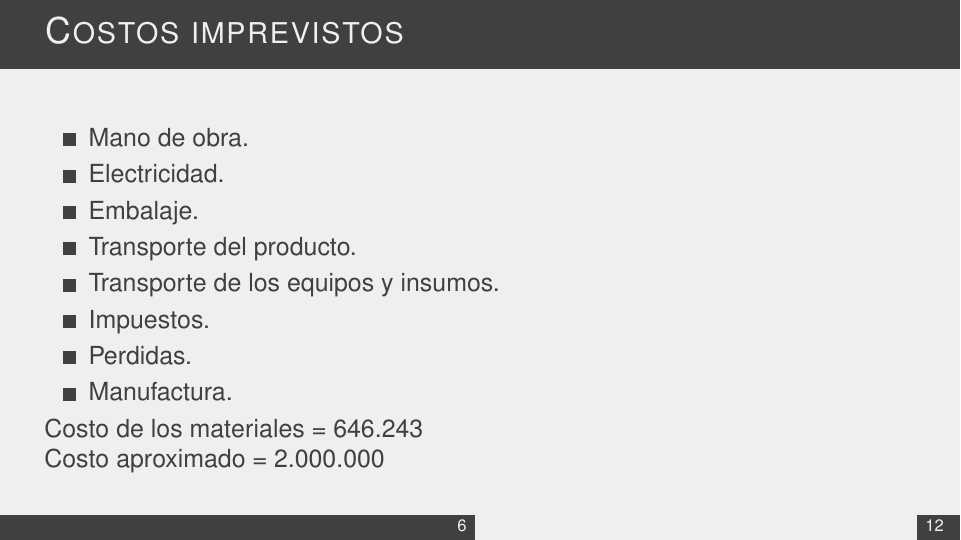 COSTOS IMPREVISTOS
Mano de obra.
Electricidad.
Embalaje.
Transporte del producto.
Transporte de los equipos y insumos.
Impuestos.
Perdidas.
Manufactura.
Costo de los materiales = 646.243
Costo aproximado = 2.000.000
6
12